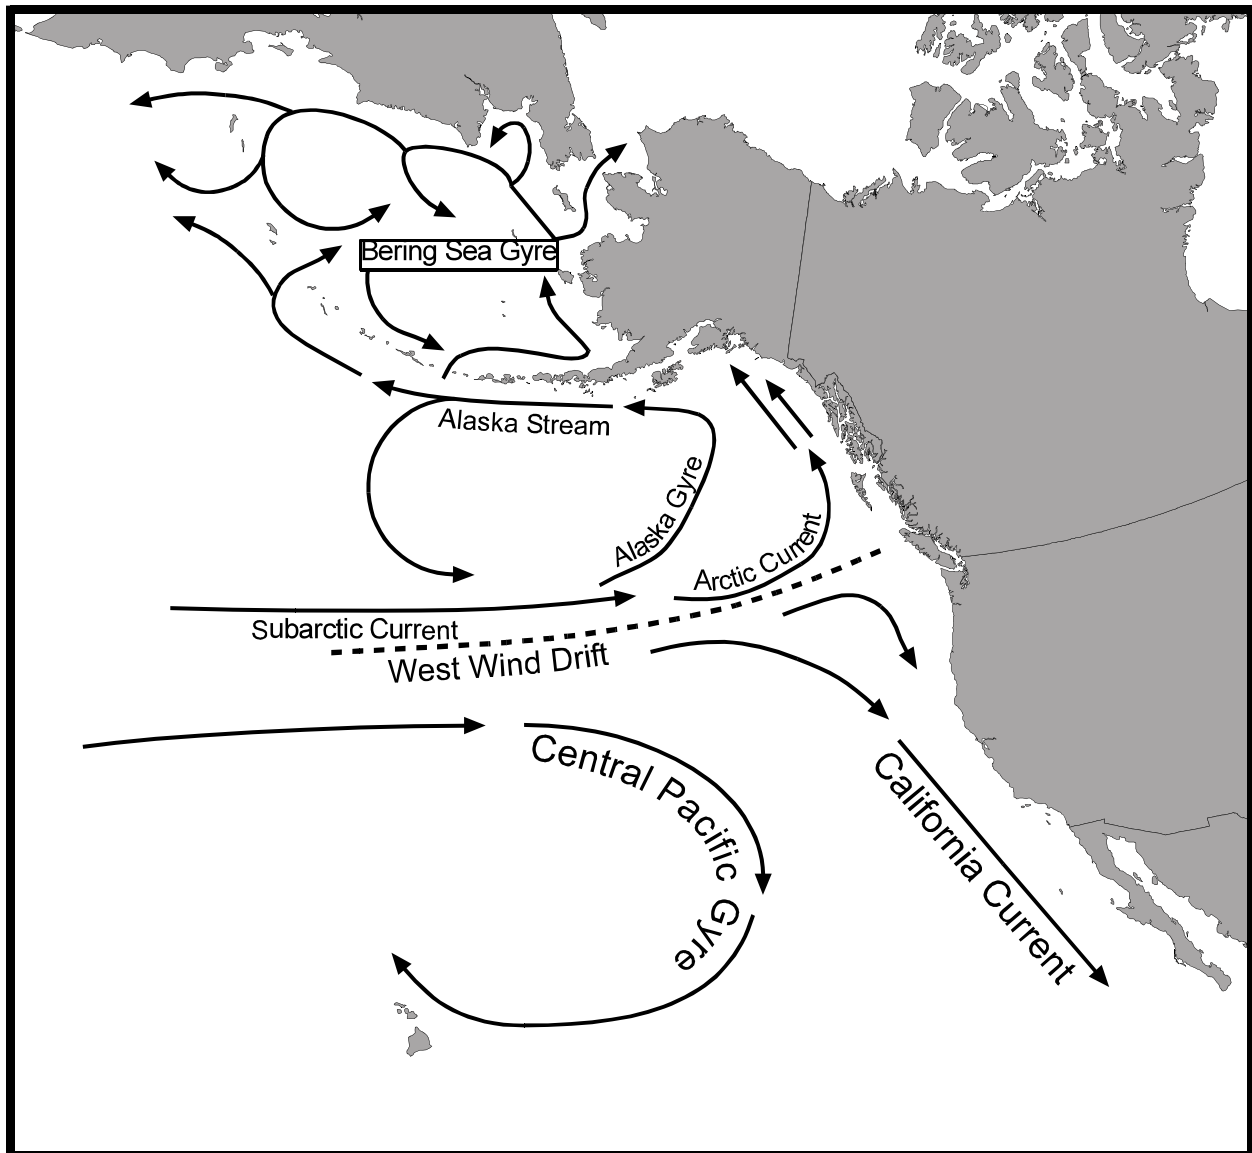 Bering Sea Gyre
Alaska Stream
Alaska Gyre
Arctic Current
Subarctic Current
West Wind Drift
Central Pacific Gyre
California Current